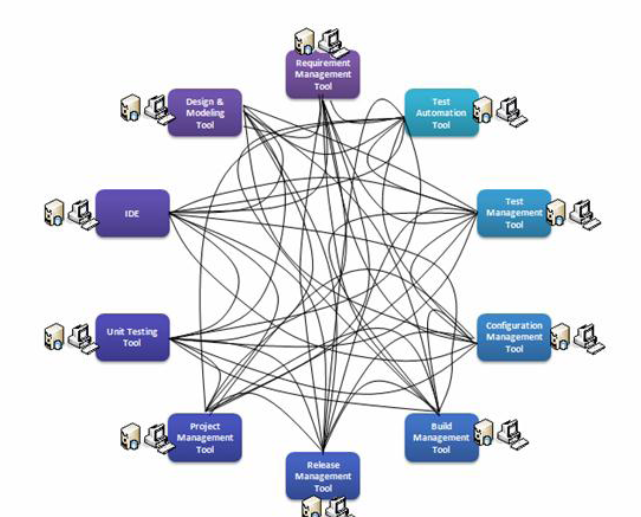 Requirement
Management
Tool
Design &
Modeling
Tool
Test
Automation
Tool
IDE
Test
Management
Tool
Unit Testing
Tool
Configuration
Management
Tool
Project
Management
Tool
Build
Management
Tool
Release
Management
Tool